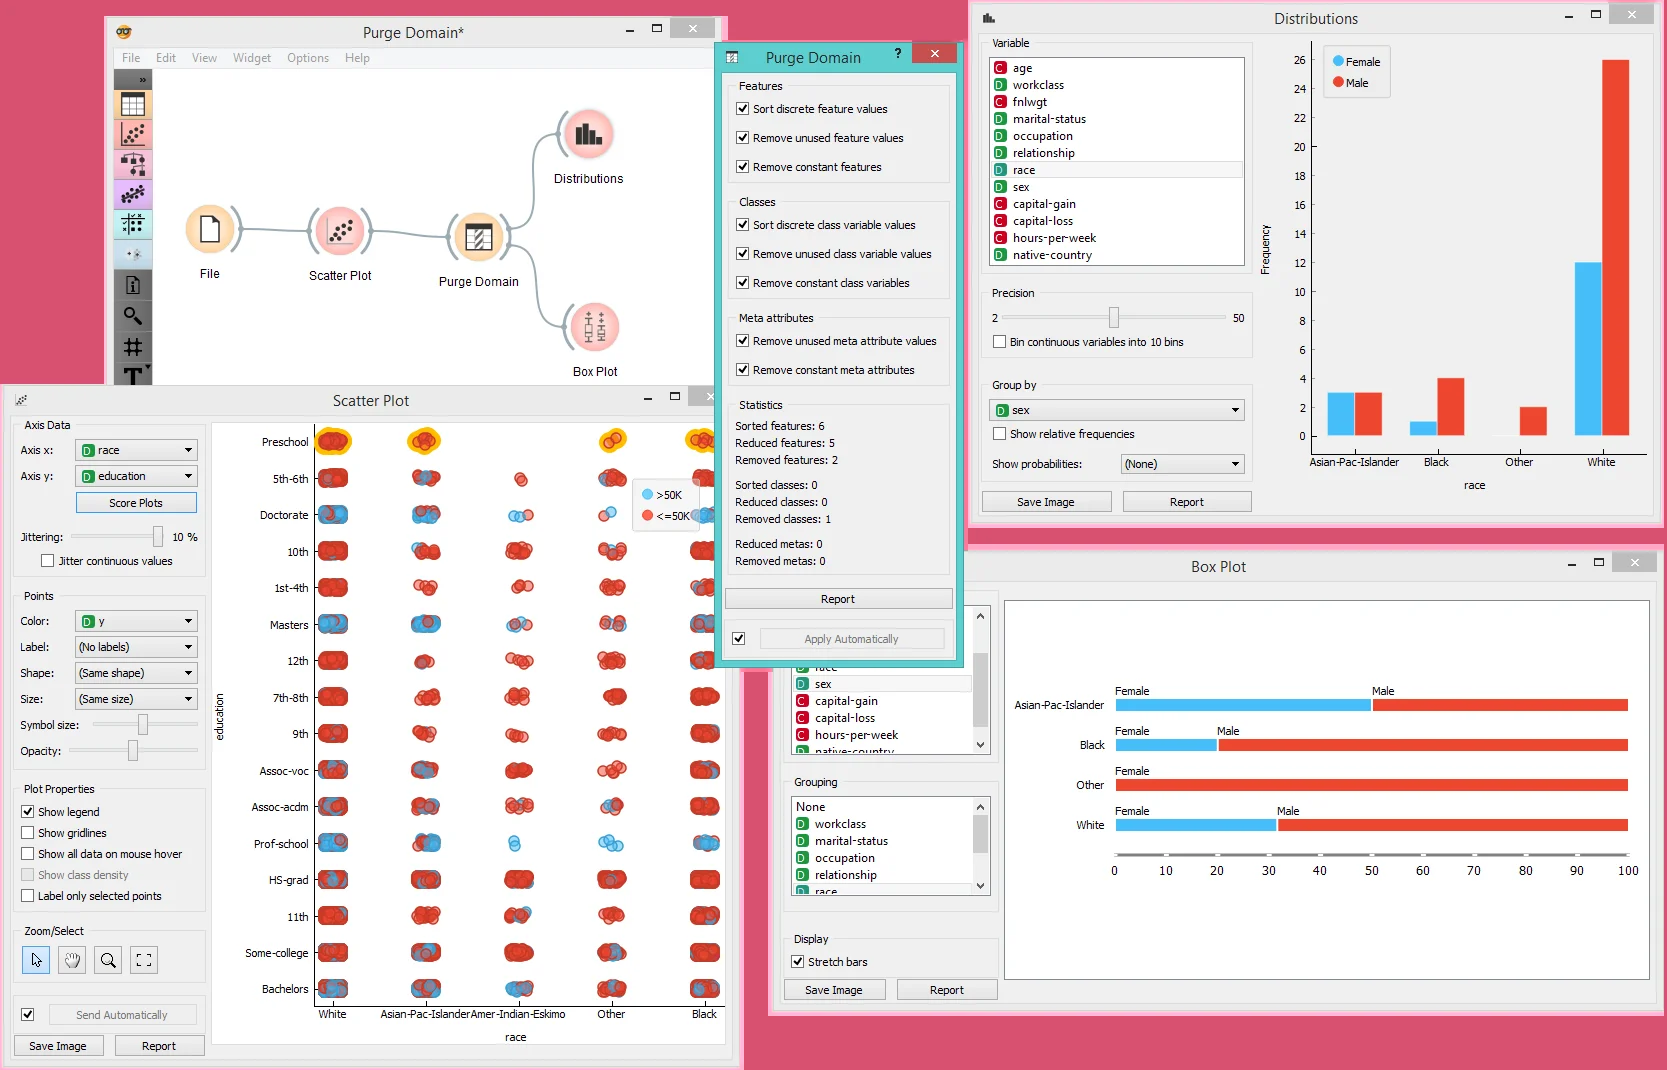 Purge Domain*
File Edit View Widget Options Help
»
File
Scatter Plot
Purge Domain
Distributions
Box Plot
Purge Domain
?
Features
Sort discrete feature values
Remove unused feature values
Remove constant features
Classes
Sort discrete class variable values
Remove unused class variable values
Remove constant class variables
Meta attributes
Remove unused meta attribute values
Remove constant meta attributes
Statistics
Sorted features: 6
Reduced features: 5
Removed features: 2
Sorted classes: 0
Reduced classes: 0
Removed classes: 1
Reduced metas: 0
Removed metas: 0
Report
Apply Automatically
Distributions
Variable
C age
D workclass
C fnlwgt
D marital-status
D occupation
D relationship
D race
D sex
C capital-gain
C capital-loss
C hours-per-week
D native-country
Precision
2 50
Bin continuous variables into 10 bins
Group by
D sex
Show relative frequencies
Show probabilities: (None)
Save Image Report
Female
Male
Frequency
26
24
22
20
18
16
14
12
10
8
6
4
2
0
Asian-Pac-Islander Black Other White
race
Scatter Plot
Axis Data
Axis x: D race
Axis y: D education
Score Plots
Jittering: 10 %
Jitter continuous values
Points
Color: D y
Label: (No labels)
Shape: (Same shape)
Size: (Same size)
Symbol size:
Opacity:
Plot Properties
Show legend
Show gridlines
Show all data on mouse hover
Show class density
Label only selected points
Zoom/Select
Send Automatically
Save Image Report
education
Preschool
5th-6th
Doctorate
10th
1st-4th
Masters
12th
7th-8th
9th
Assoc-voc
Assoc-acdm
Prof-school
HS-grad
11th
Some-college
Bachelors
>50K
<=50K
White Asian-Pac-Islander Amer-Indian-Eskimo Other Black
race
Box Plot
D race
D sex
C capital-gain
C capital-loss
C hours-per-week
D native-country
Grouping
None
D workclass
D marital-status
D occupation
D relationship
D race
Display
Stretch bars
Save Image Report
Female Male
Asian-Pac-Islander
Female Male
Black
Female
Other
Female Male
White
0 10 20 30 40 50 60 70 80 90 100